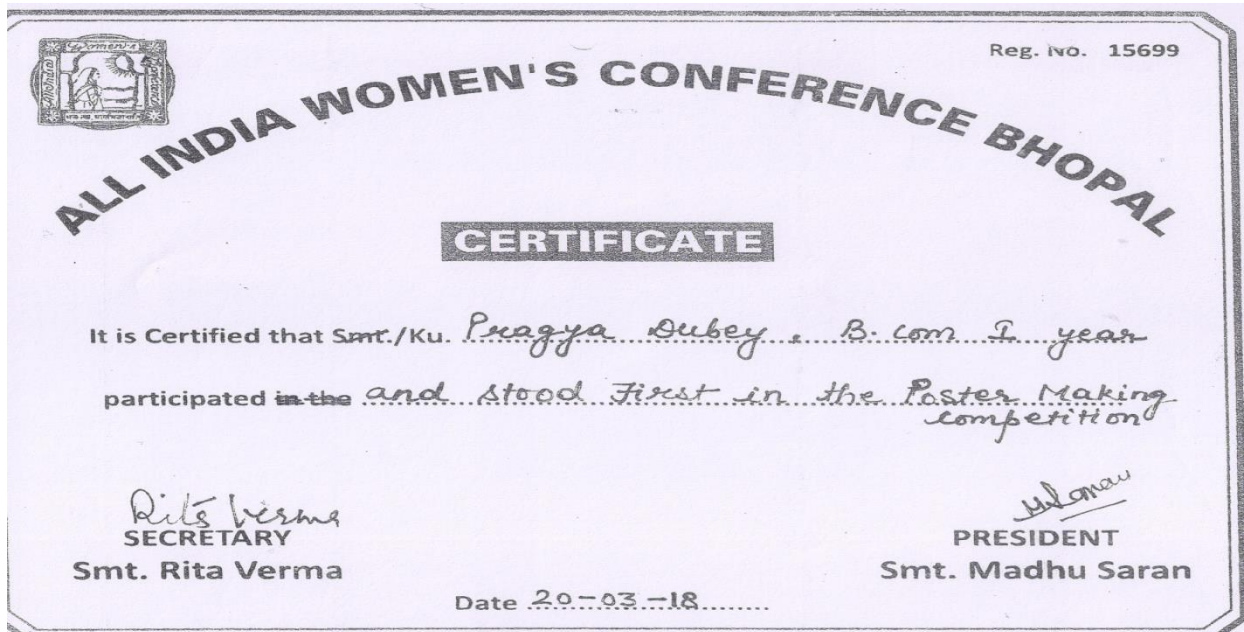 Reg. No. 15699
ALL INDIA WOMEN'S CONFERENCE BHOPAL
CERTIFICATE
It is Certified that Smt./Ku. Pragya Dubey, B. Com I year
participated in the and stood First in the Poster Making
competition
Rita Verma
SECRETARY
Smt. Rita Verma
PRESIDENT
Smt. Madhu Saran
Date 20-03-18